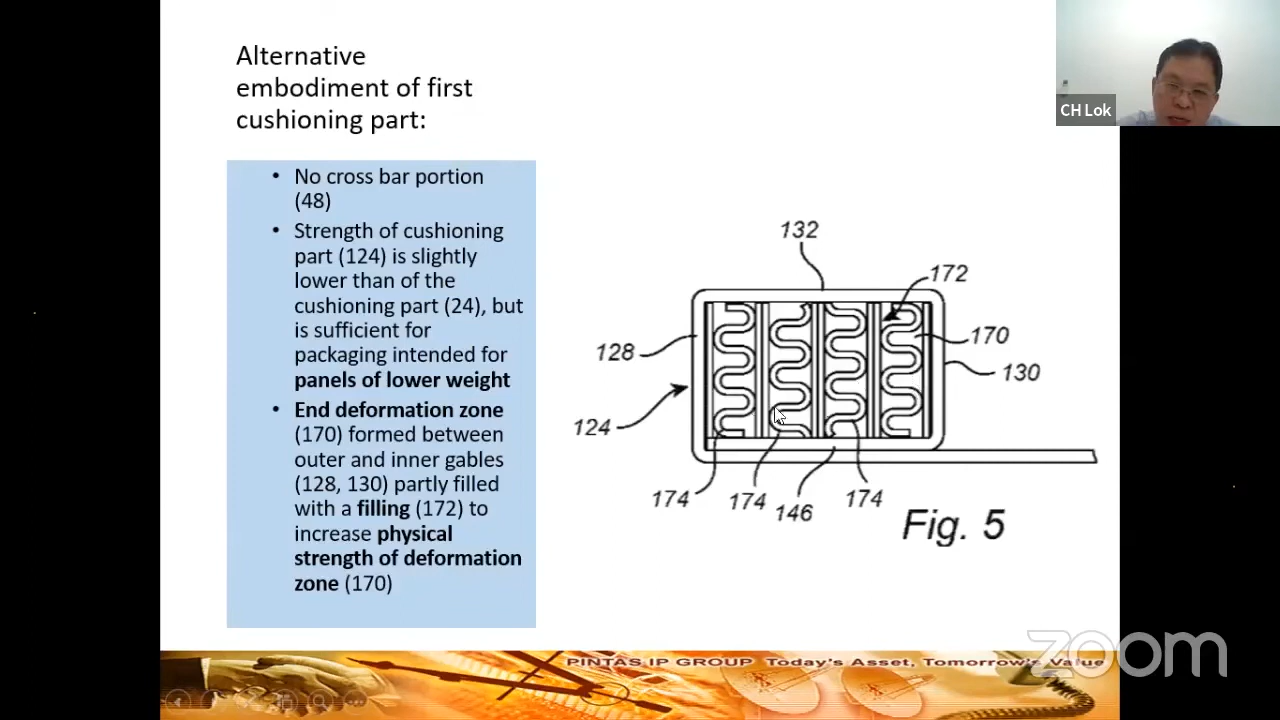 Alternative
embodiment of first
cushioning part:
CH Lok
• No cross bar portion
(48)
• Strength of cushioning
part (124) is slightly
lower than of the
cushioning part (24), but
is sufficient for
packaging intended for
panels of lower weight
• End deformation zone
(170) formed between
outer and inner gables
(128, 130) partly filled
with a filling (172) to
increase physical
strength of deformation
zone (170)
132
172
170
128
130
124
174
174
146
174
Fig. 5
PINTAS IP GROUP Today's Asset, Tomorrow's Value
zoom